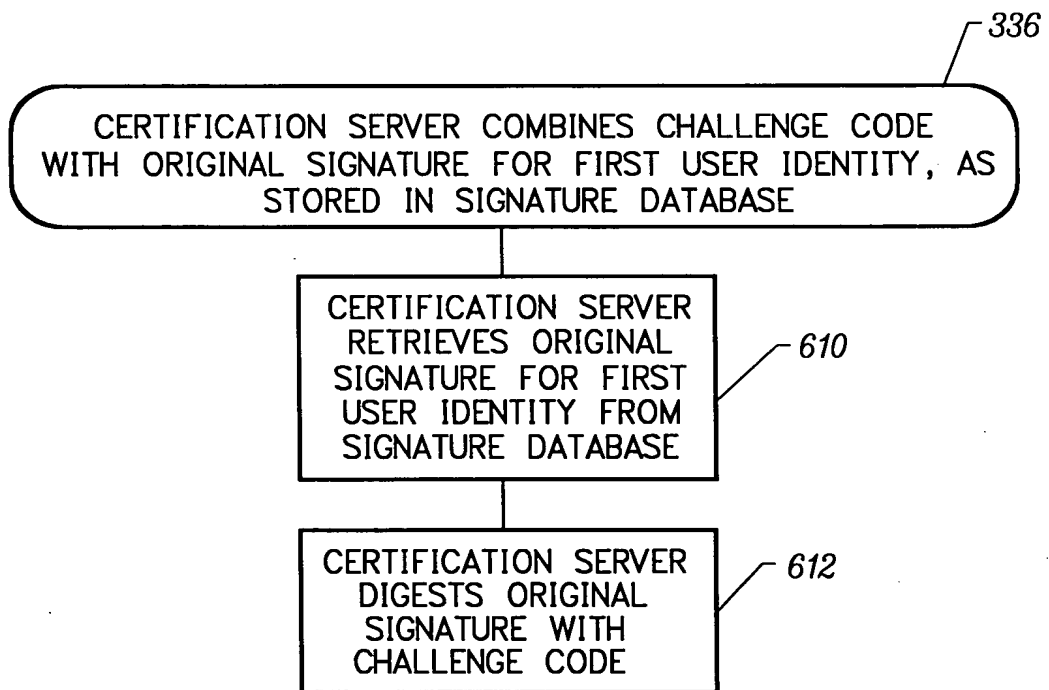 336
CERTIFICATION SERVER COMBINES CHALLENGE CODE
WITH ORIGINAL SIGNATURE FOR FIRST USER IDENTITY, AS
STORED IN SIGNATURE DATABASE
CERTIFICATION SERVER
RETRIEVES ORIGINAL
SIGNATURE FOR FIRST
USER IDENTITY FROM
SIGNATURE DATABASE
610
CERTIFICATION SERVER
DIGESTS ORIGINAL
SIGNATURE WITH
CHALLENGE CODE
612